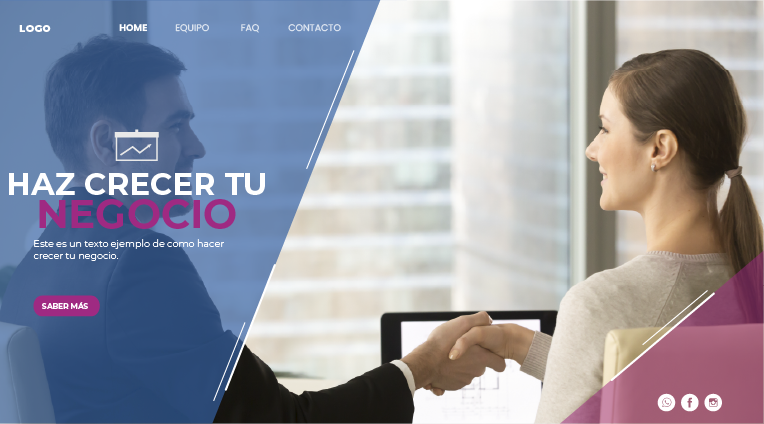 LOGO HOME EQUIPO FAQ CONTACTO
HAZ CRECER TU
NEGOCIO
Este es un texto ejemplo de como hacer
crecer tu negocio.
SABER MÁS